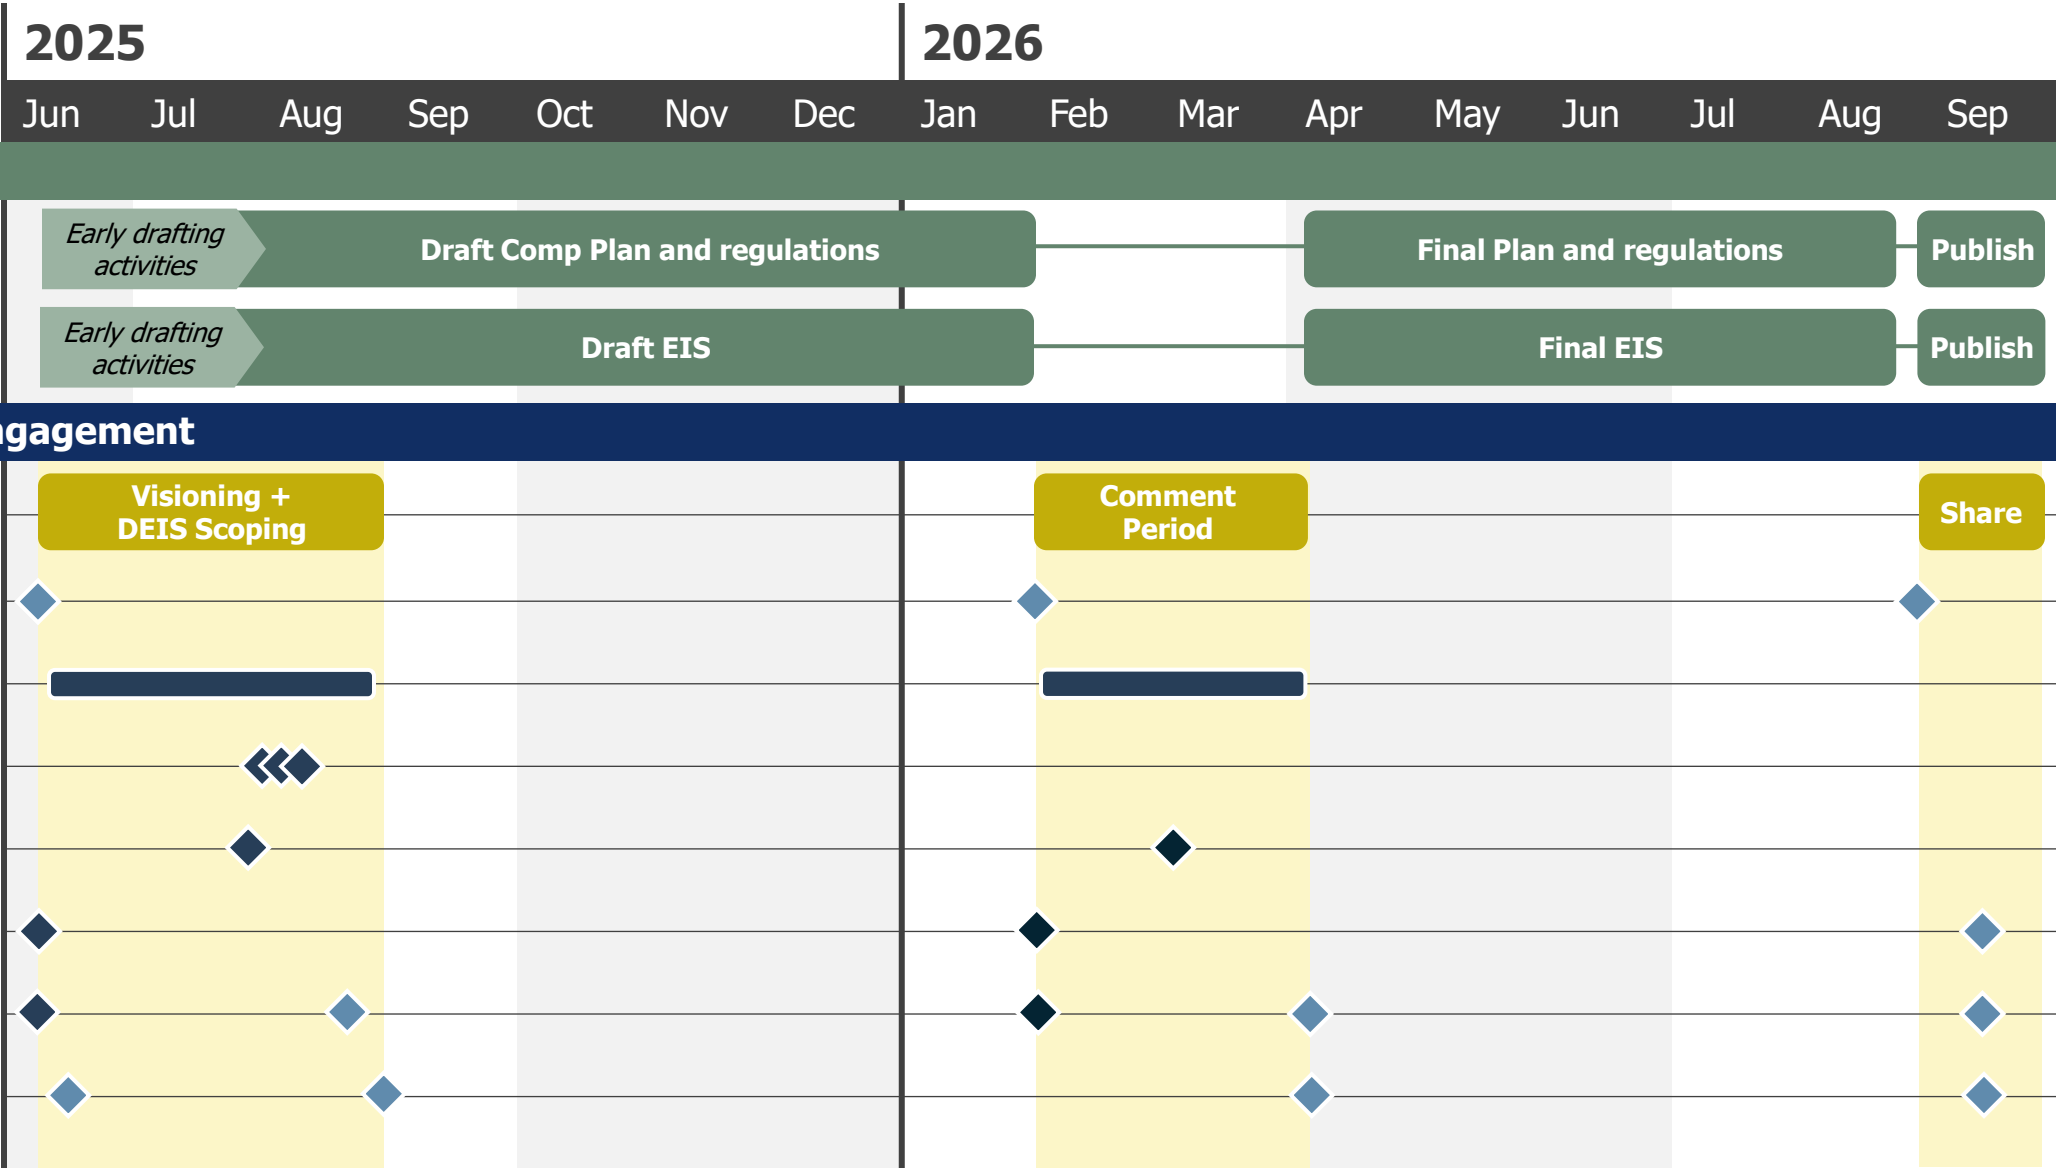 2025 2026
Jun Jul Aug Sep Oct Nov Dec Jan Feb Mar Apr May Jun Jul Aug Sep
Early drafting
activities
Draft Comp Plan and regulations
Final Plan and regulations
Publish
Early drafting
activities
Draft EIS
Final EIS
Publish
gagement
Visioning +
DEIS Scoping
Comment
Period
Share